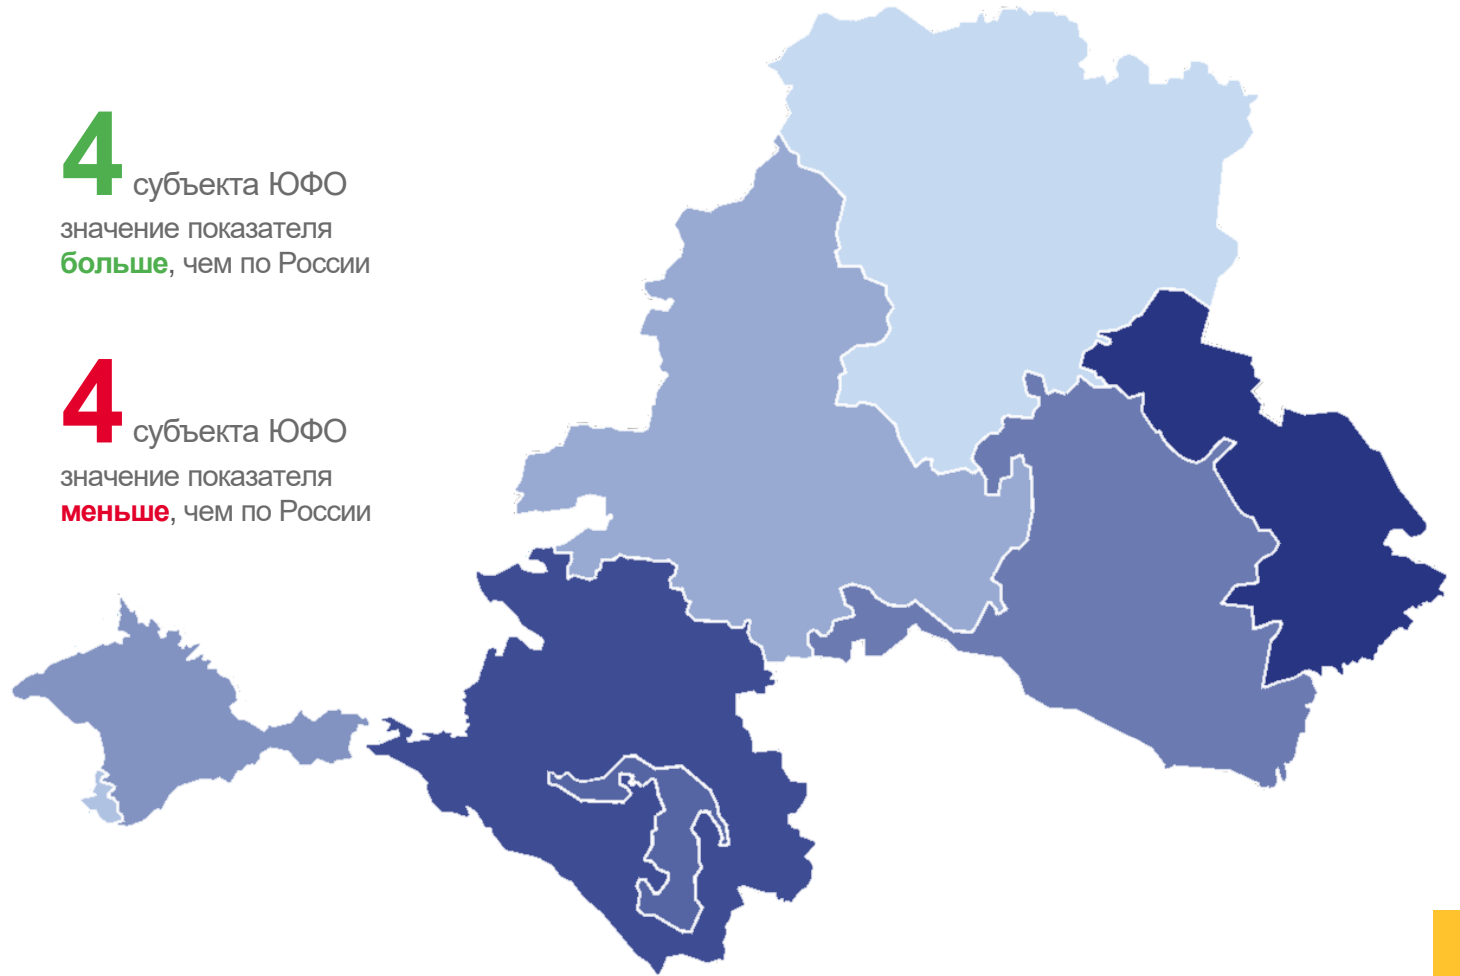 4 субъекта ЮФО
значение показателя
больше, чем по России
4 субъекта ЮФО
значение показателя
меньше, чем по России